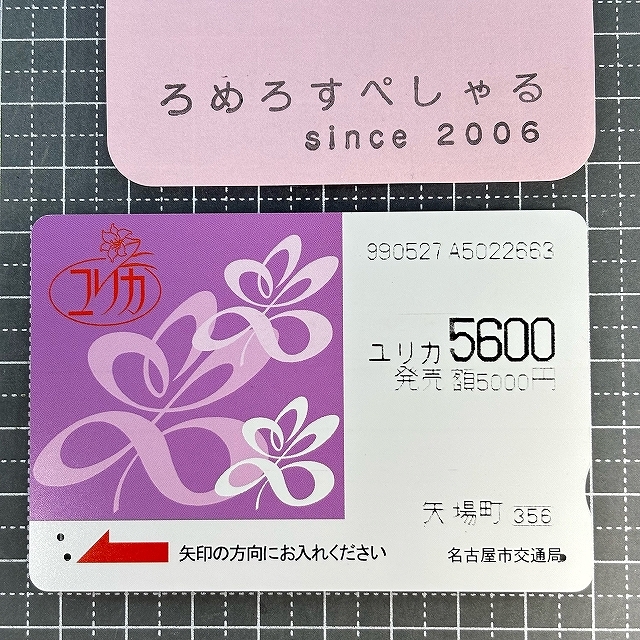 ろめろすぺしゃる
since 2006
ユリカ
990527 A5022663
ユリカ 5600
発売額5000円
矢場町 356
矢印の方向にお入れください
名古屋市交通局